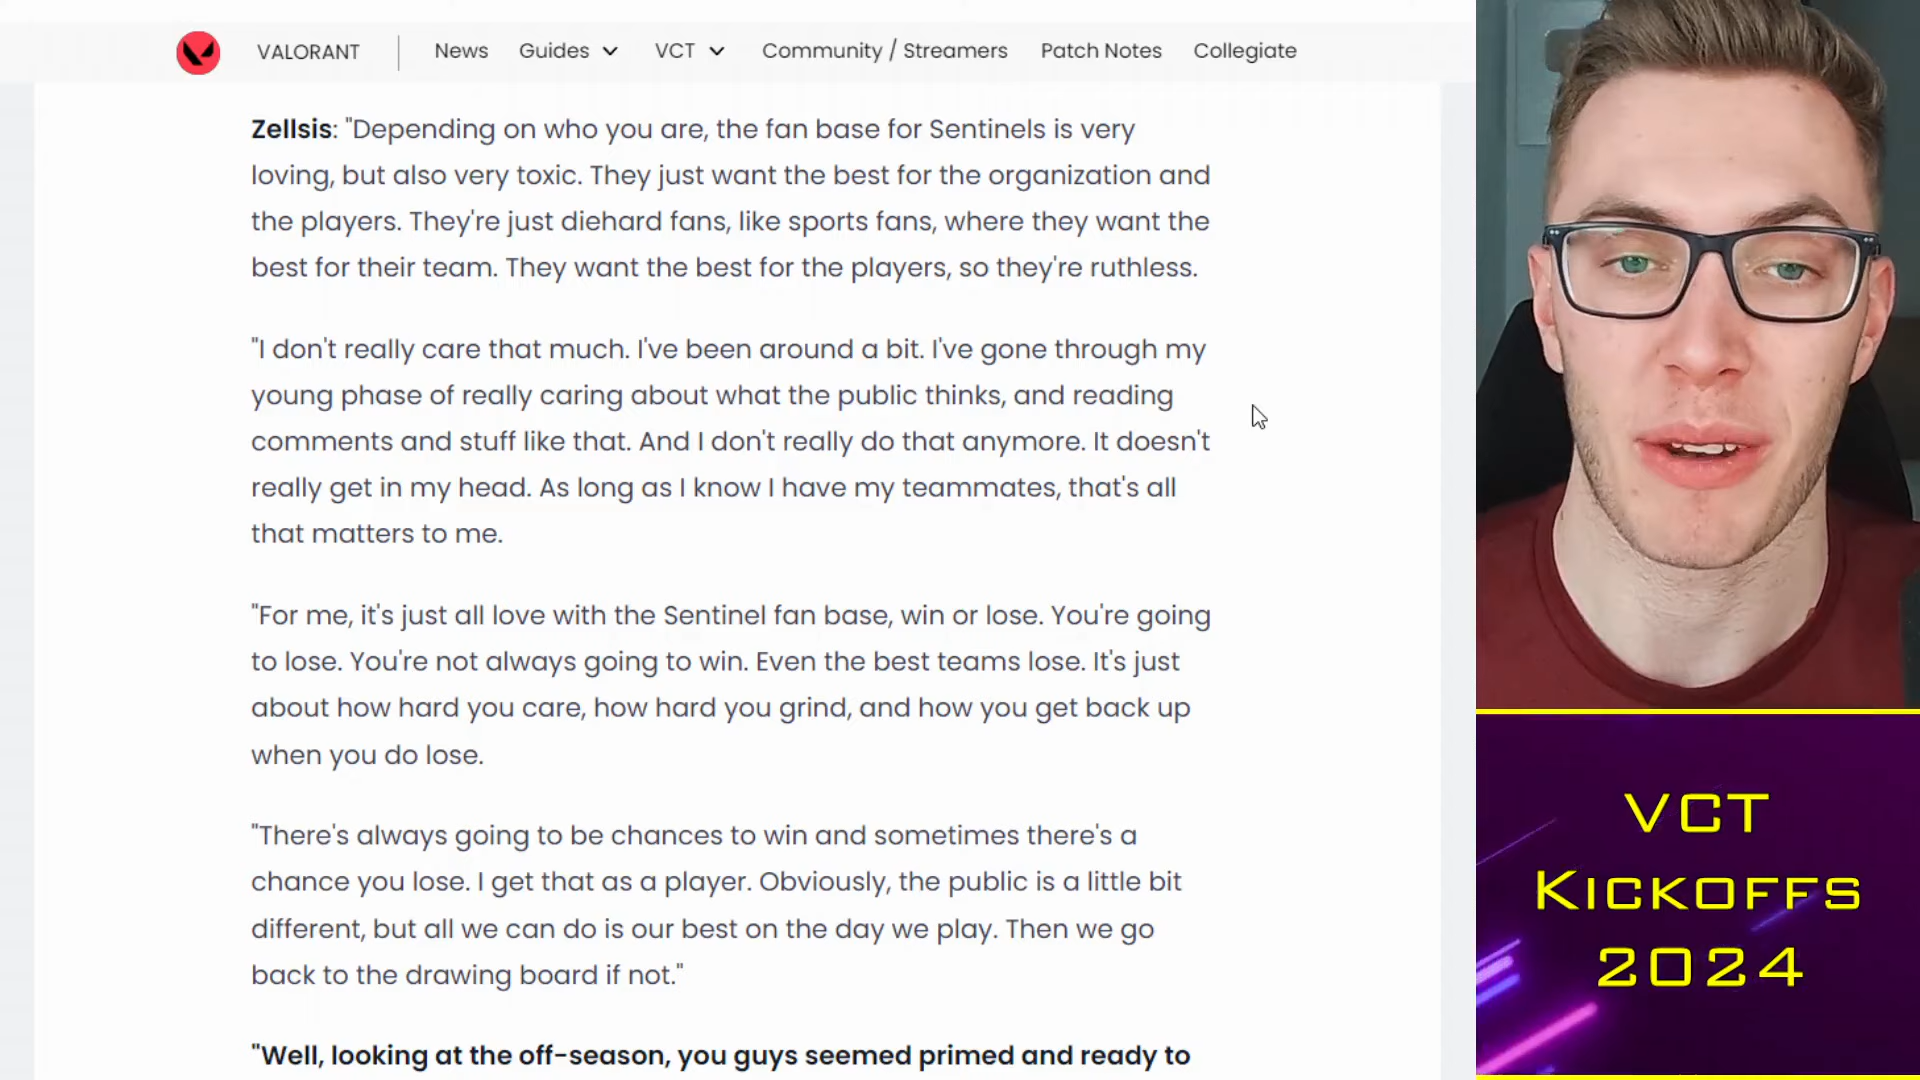 VALORANT News Guides VCT Community / Streamers Patch Notes Collegiate
Zellsis: "Depending on who you are, the fan base for Sentinels is very
loving, but also very toxic. They just want the best for the organization and
the players. They're just diehard fans, like sports fans, where they want the
best for their team. They want the best for the players, so they're ruthless.
"I don't really care that much. I've been around a bit. I've gone through my
young phase of really caring about what the public thinks, and reading
comments and stuff like that. And I don't really do that anymore. It doesn't
really get in my head. As long as I know I have my teammates, that's all
that matters to me.
"For me, it's just all love with the Sentinel fan base, win or lose. You're going
to lose. You're not always going to win. Even the best teams lose. It's just
about how hard you care, how hard you grind, and how you get back up
when you do lose.
"There's always going to be chances to win and sometimes there's a
chance you lose. I get that as a player. Obviously, the public is a little bit
different, but all we can do is our best on the day we play. Then we go
back to the drawing board if not."
"Well, looking at the off-season, you guys seemed primed and ready to
VCT
KICKOFFS
2024